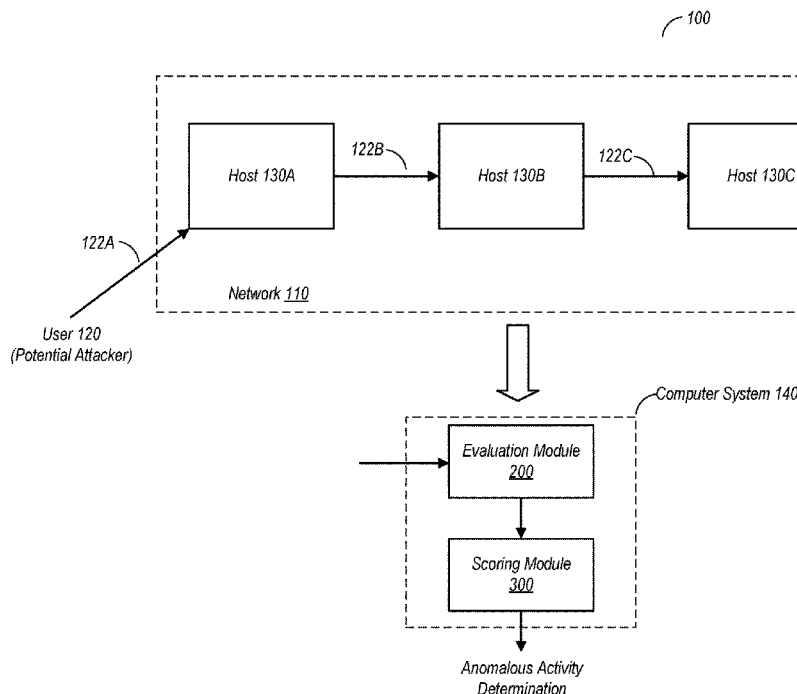 100
Host 130A
122B
Host 130B
122C
Host 130C
122A
Network 110
User 120
(Potential Attacker)
Computer System 140
Evaluation Module
200
Scoring Module
300
Anomalous Activity
Determination